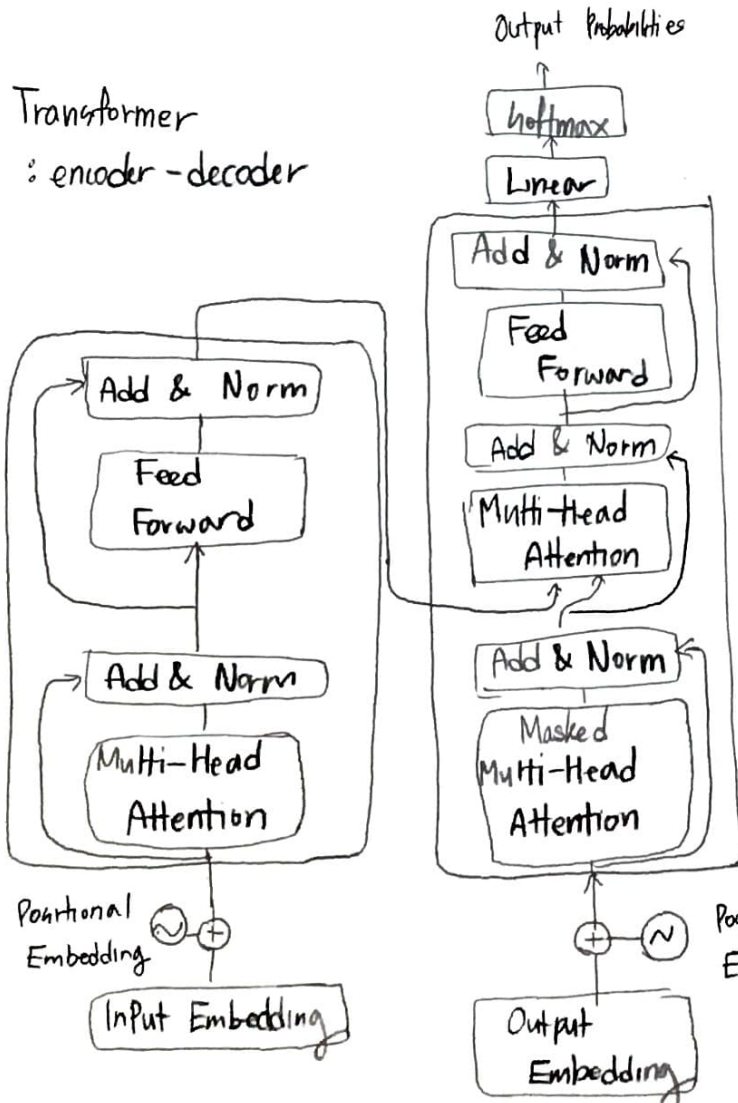 Output Probabilities
Transformer
: encoder-decoder
softmax
Linear
Add & Norm
Feed
Forward
Add & Norm
Multi-Head
Attention
Add & Norm
Masked
Multi-Head
Attention
Add & Norm
Feed
Forward
Add & Norm
Multi-Head
Attention
Positional
Embedding
Input Embedding
Output
Embedding